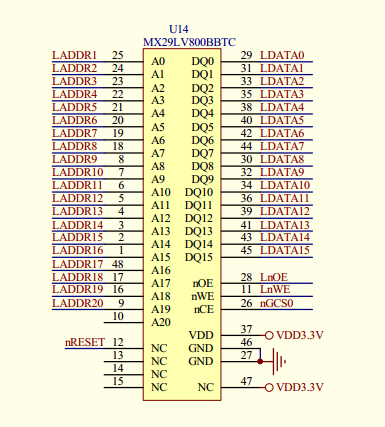 U14
MX29LV800BBTC
LADDR1 25 A0 DQ0 29 LDATA0
LADDR2 24 A1 DQ1 31 LDATA1
LADDR3 23 A2 DQ2 33 LDATA2
LADDR4 22 A3 DQ3 35 LDATA3
LADDR5 21 A4 DQ4 38 LDATA4
LADDR6 20 A5 DQ5 40 LDATA5
LADDR7 19 A6 DQ6 42 LDATA6
LADDR8 18 A7 DQ7 44 LDATA7
LADDR9 8 A8 DQ8 30 LDATA8
LADDR10 7 A9 DQ9 32 LDATA9
LADDR11 6 A10 DQ10 34 LDATA10
LADDR12 5 A11 DQ11 36 LDATA11
LADDR13 4 A12 DQ12 39 LDATA12
LADDR14 3 A13 DQ13 41 LDATA13
LADDR15 2 A14 DQ14 43 LDATA14
LADDR16 1 A15 DQ15 45 LDATA15
LADDR17 48 A16
LADDR18 17 A17 nOE 28 LnOE
LADDR19 16 A18 nWE 11 LnWE
LADDR20 9 A19 nCE 26 nGCS0
10 A20
VDD 37 VDD3.3V
nRESET 12 NC GND 46
13 NC GND 27
14 NC
15 NC NC 47 VDD3.3V